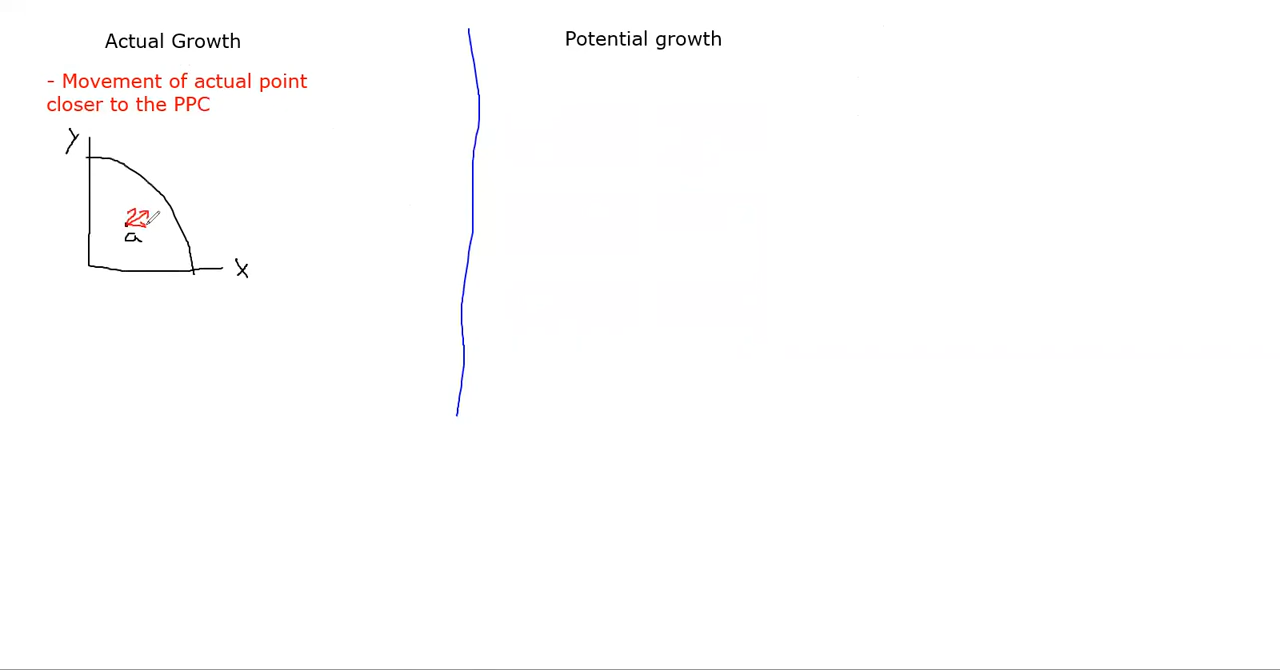 Actual Growth
Potential growth
- Movement of actual point
closer to the PPC
y
a
X